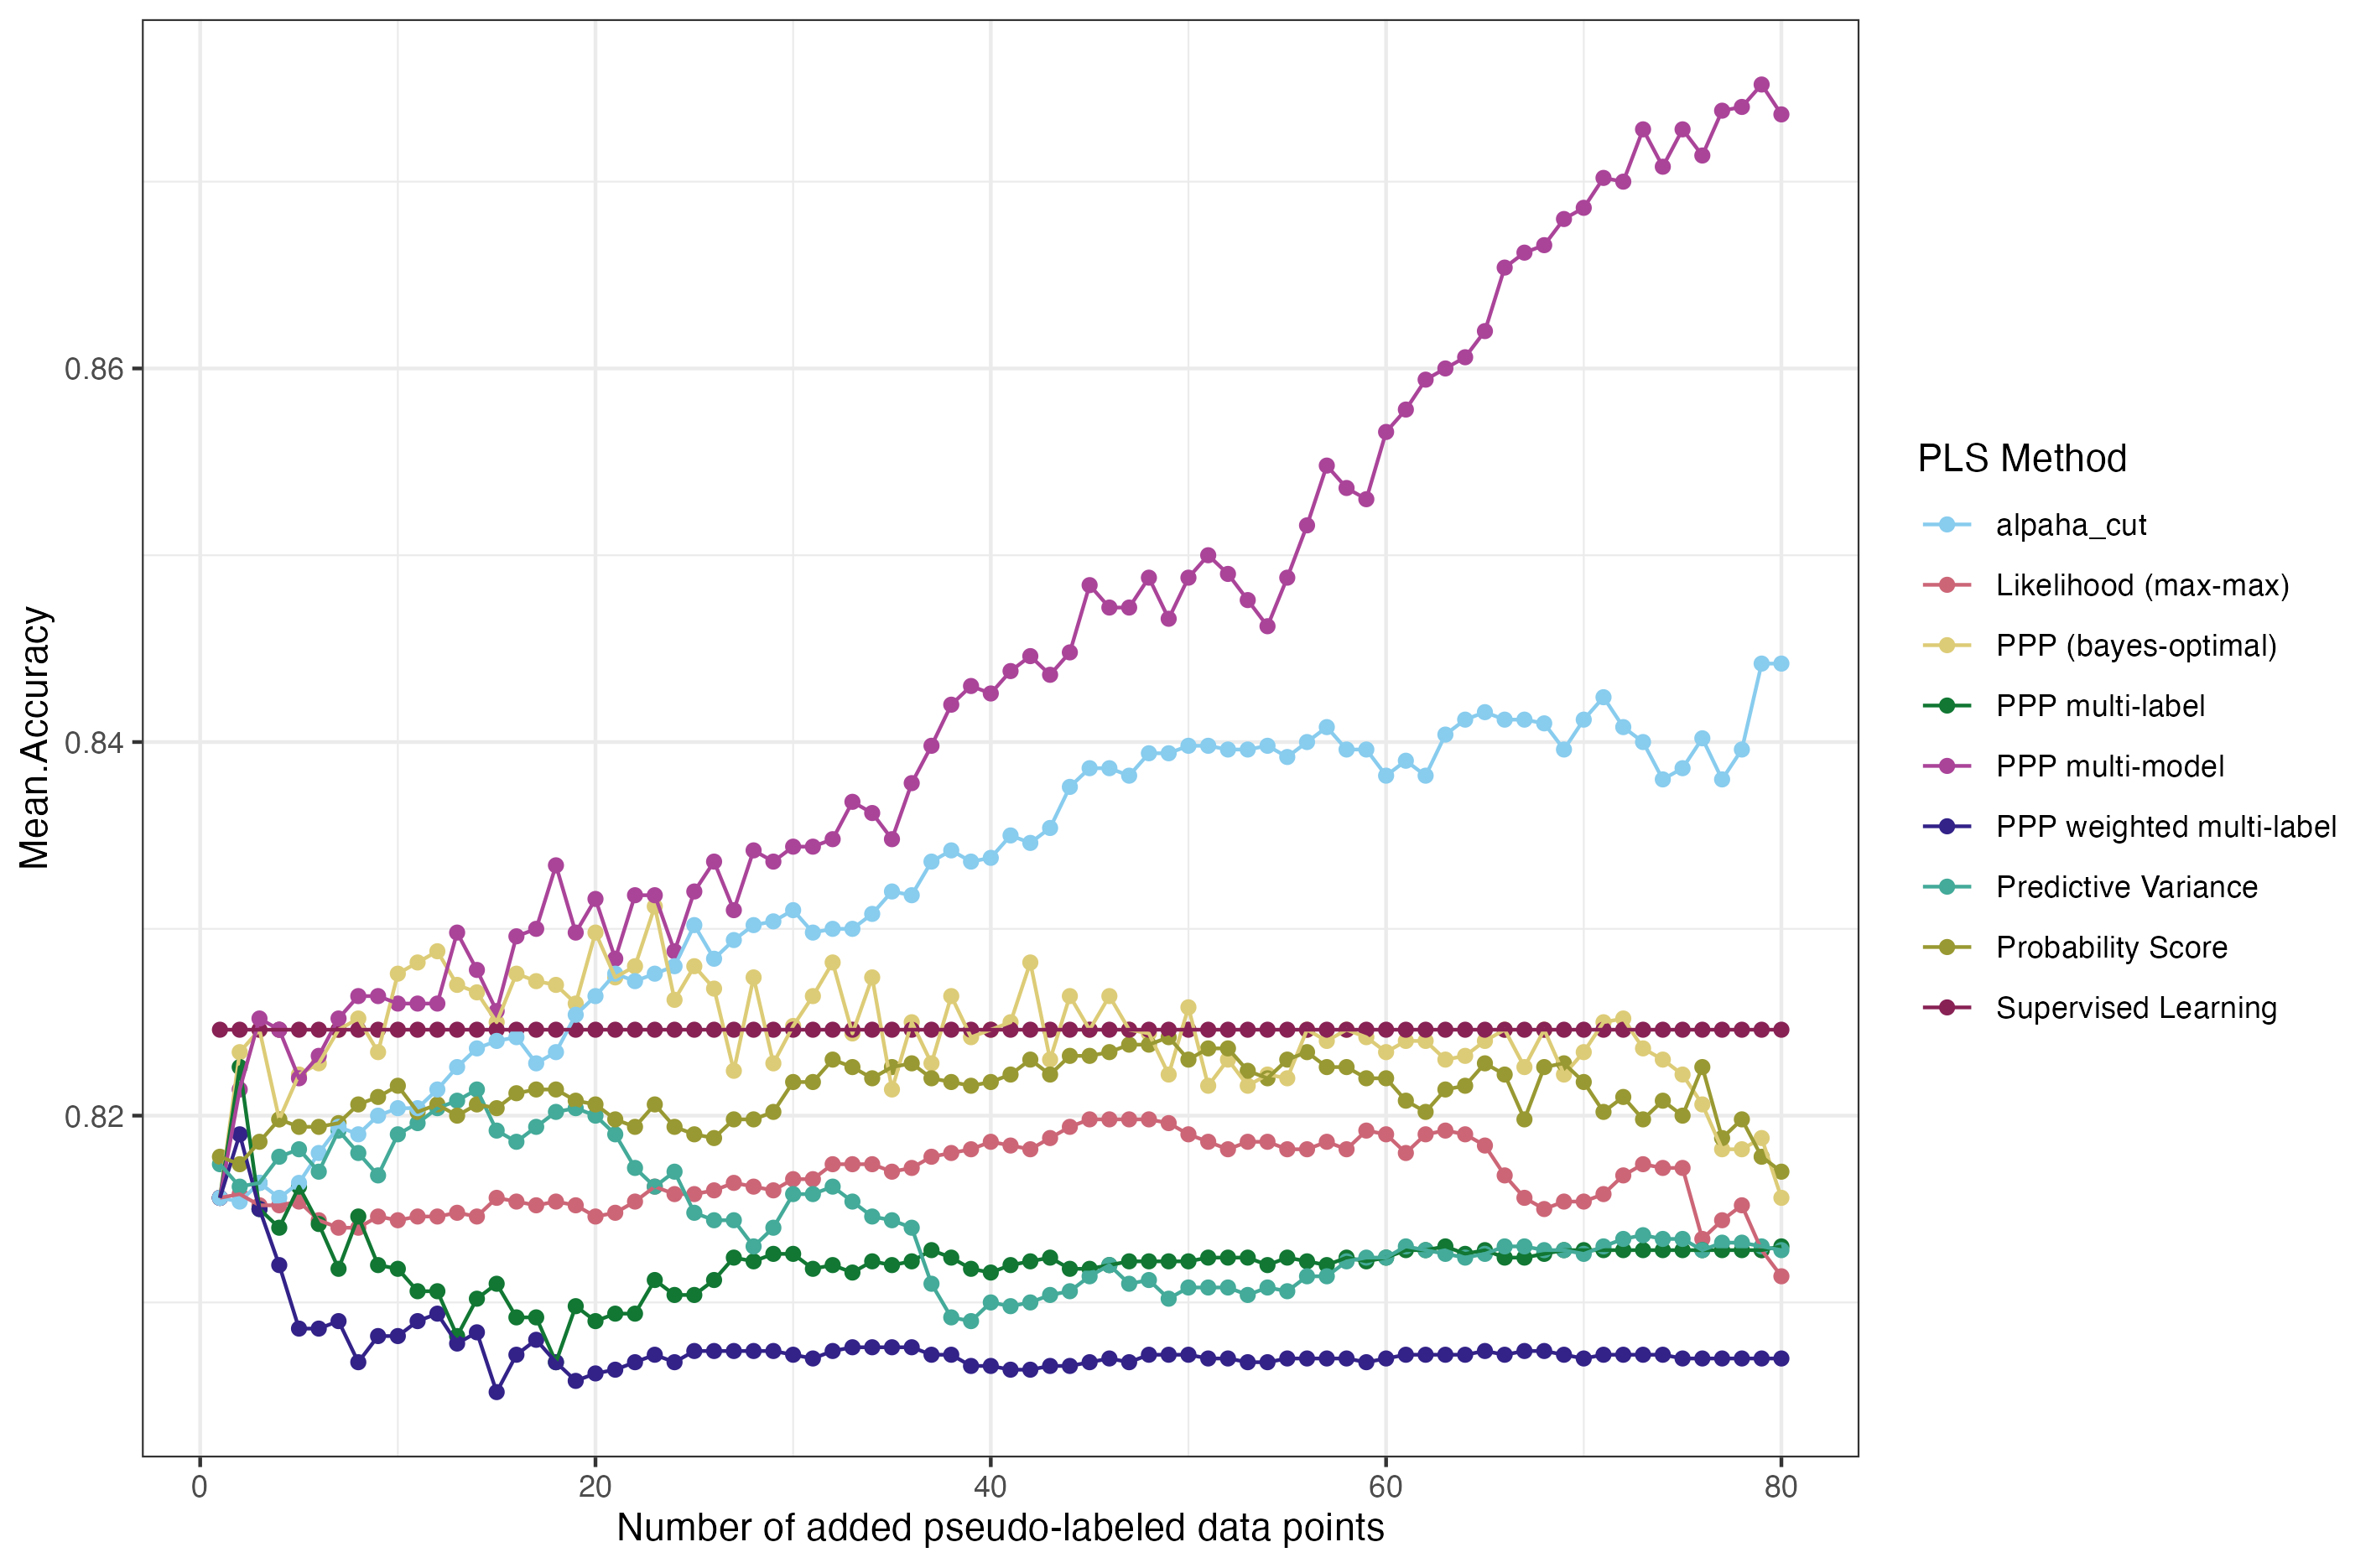 Mean.Accuracy
0.86
0.84
0.82
0
20
40
60
80
Number of added pseudo-labeled data points
PLS Method
alpaha_cut
Likelihood (max-max)
PPP (bayes-optimal)
PPP multi-label
PPP multi-model
PPP weighted multi-label
Predictive Variance
Probability Score
Supervised Learning